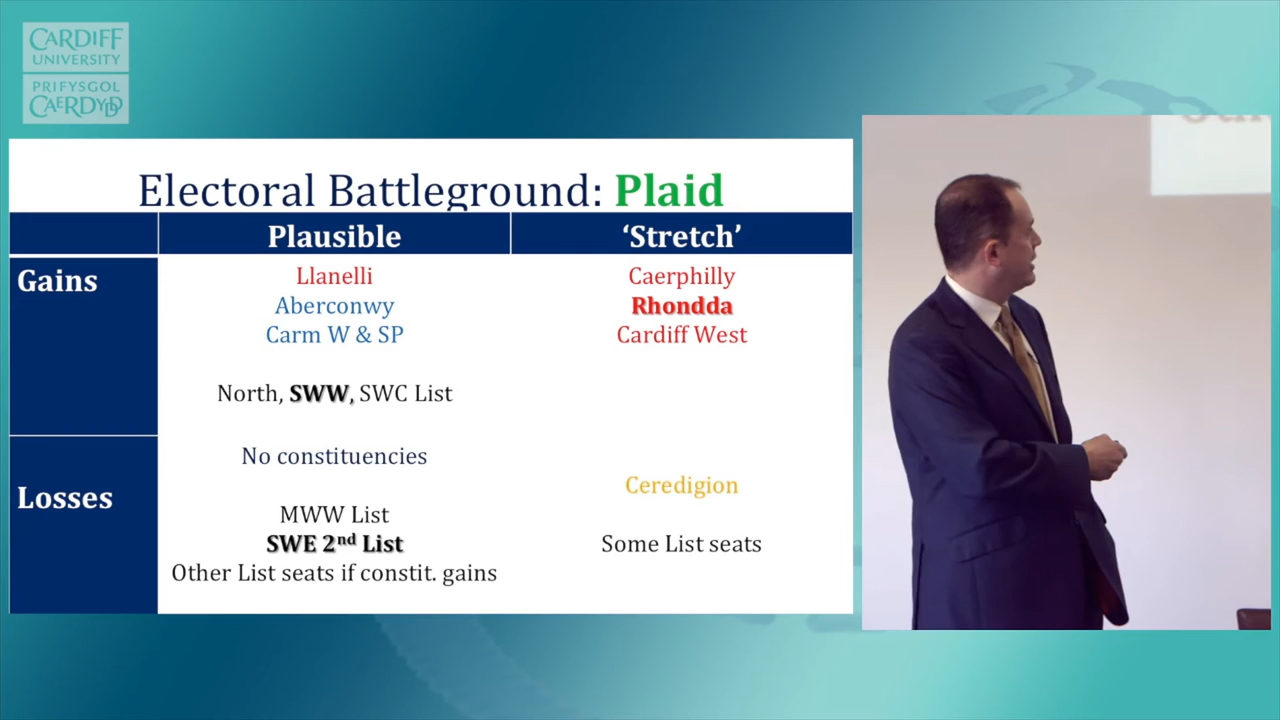 CARDIFF
UNIVERSITY
PRIFYSGOL
CAERDYDD
Electoral Battleground: Plaid
Plausible
‘Stretch’
Gains
Llanelli
Aberconwy
Carm W & SP
North, SWW, SWC List
Caerphilly
Rhondda
Cardiff West
Losses
No constituencies
MWW List
SWE 2nd List
Other List seats if constit. gains
Ceredigion
Some List seats